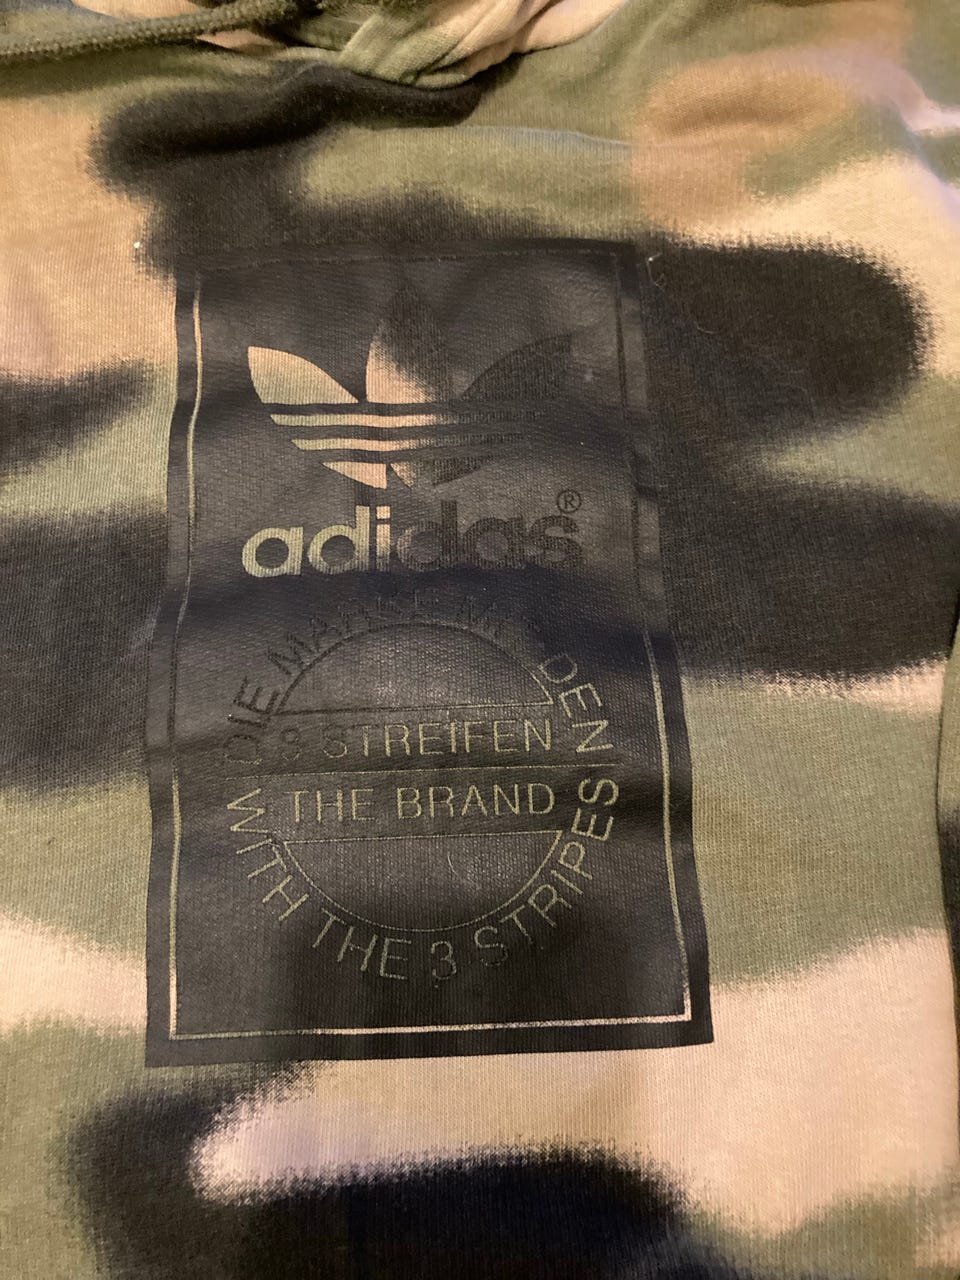 adidas®
DIE MARKE MIT DEN
3 STREIFEN
THE BRAND
WITH THE 3 STRIPES